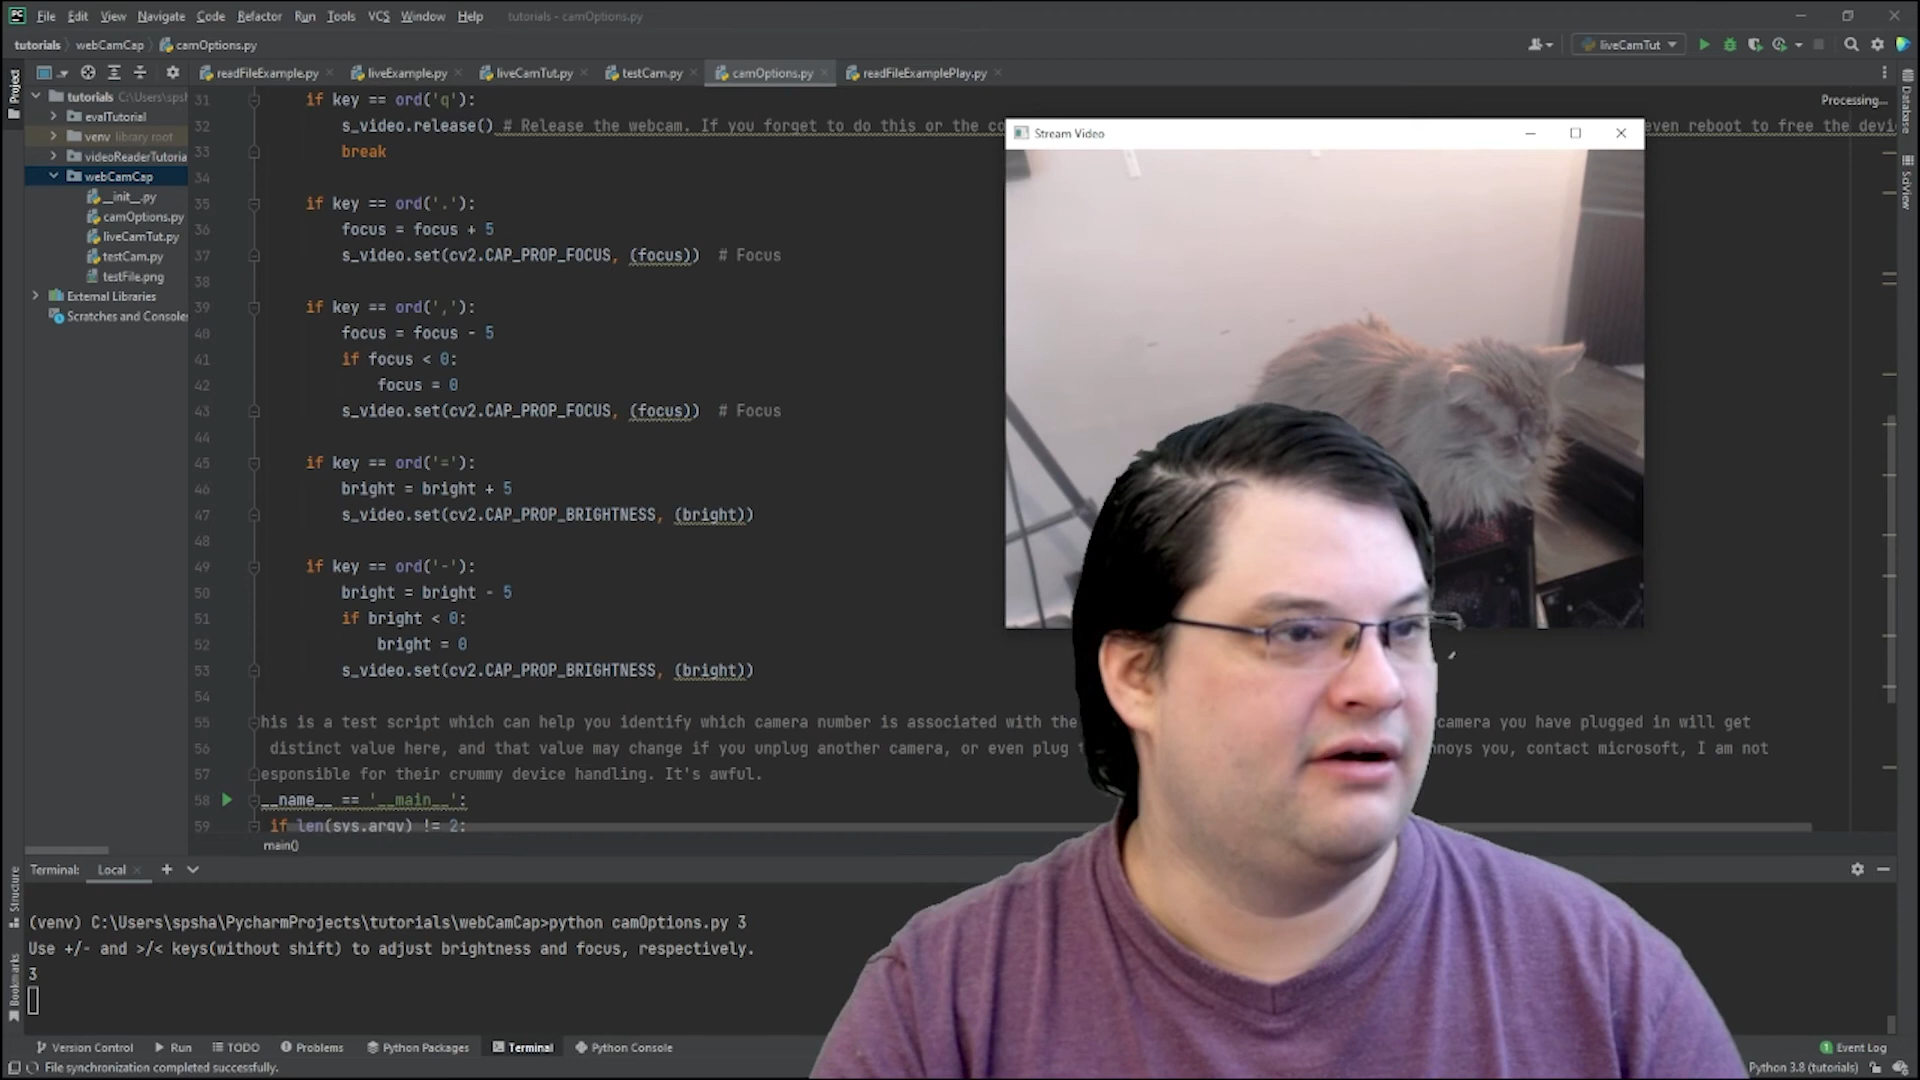 PC File Edit View Navigate Code Refactor Run Tools VCS Window Help tutorials - camOptions.py
tutorials webCamCap camOptions.py liveCamTut
readFileExample.py liveExample.py liveCamTut.py testCam.py camOptions.py readFileExamplePlay.py
Project
tutorials C:\Users\spsh
evalTutorial
venv library root
videoReaderTutoria
webCamCap
__init__.py
camOptions.py
liveCamTut.py
testCam.py
testFile.png
External Libraries
Scratches and Consoles
Processing...
31 if key == ord('q'):
32 s_video.release() # Release the webcam. If you forget to do this or the co even reboot to free the devi
33 break
34
35 if key == ord('.'):
36 focus = focus + 5
37 s_video.set(cv2.CAP_PROP_FOCUS, (focus)) # Focus
38
39 if key == ord(','):
40 focus = focus - 5
41 if focus < 0:
42 focus = 0
43 s_video.set(cv2.CAP_PROP_FOCUS, (focus)) # Focus
44
45 if key == ord('='):
46 bright = bright + 5
47 s_video.set(cv2.CAP_PROP_BRIGHTNESS, (bright))
48
49 if key == ord('-'):
50 bright = bright - 5
51 if bright < 0:
52 bright = 0
53 s_video.set(cv2.CAP_PROP_BRIGHTNESS, (bright))
54
55 his is a test script which can help you identify which camera number is associated with the camera you have plugged in will get
56 distinct value here, and that value may change if you unplug another camera, or even plug nnoys you, contact microsoft, I am not
57 esponsible for their crummy device handling. It's awful.
58 __name__ == '__main__':
59 if len(sys.argv) != 2:
main()
Stream Video
Database
SciView
Terminal: Local
(venv) C:\Users\spsha\PycharmProjects\tutorials\webCamCap>python camOptions.py 3
Use +/- and >/< keys(without shift) to adjust brightness and focus, respectively.
3
Structure
Bookmarks
Version Control Run TODO Problems Python Packages Terminal Python Console 1 Event Log
File synchronization completed successfully. Python 3.8 (tutorials)